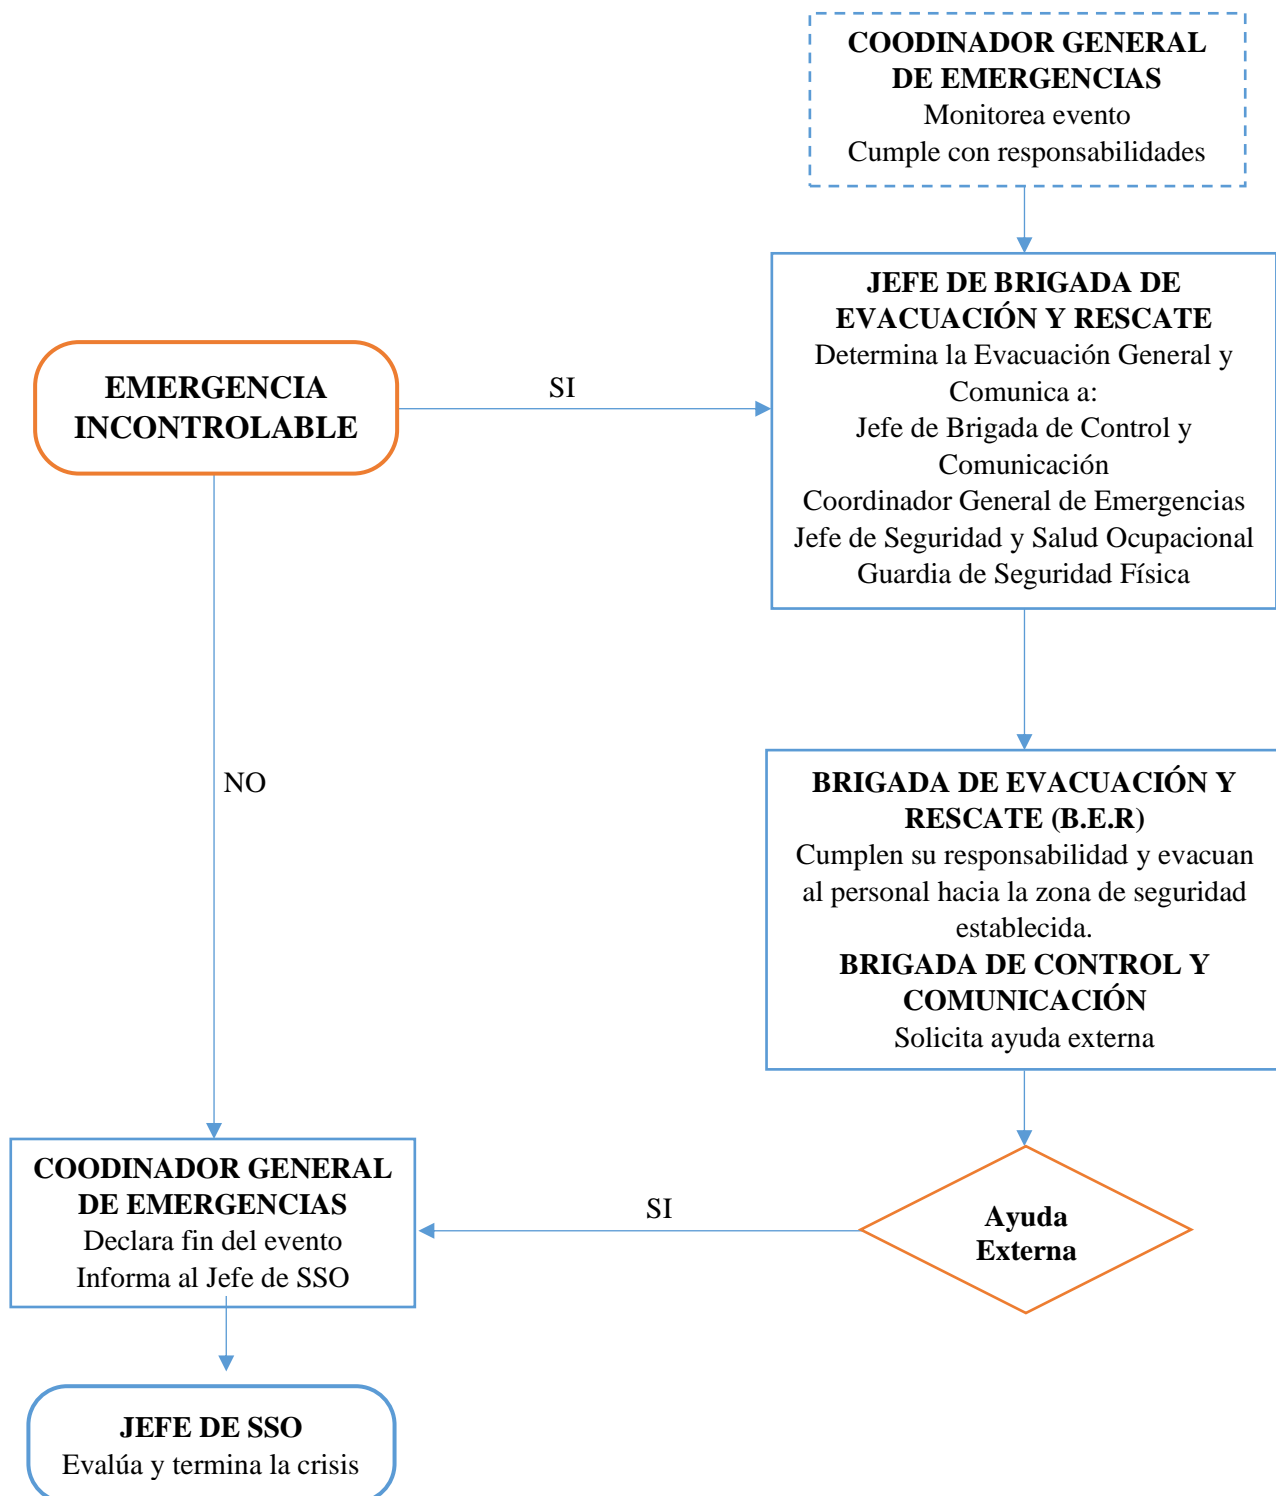 COODINADOR GENERAL
DE EMERGENCIAS
Monitorea evento
Cumple con responsabilidades
JEFE DE BRIGADA DE
EVACUACIÓN Y RESCATE
Determina la Evacuación General y
Comunica a:
Jefe de Brigada de Control y
Comunicación
Coordinador General de Emergencias
Jefe de Seguridad y Salud Ocupacional
Guardia de Seguridad Física
EMERGENCIA
INCONTROLABLE
SI
NO
BRIGADA DE EVACUACIÓN Y
RESCATE (B.E.R)
Cumplen su responsabilidad y evacuan
al personal hacia la zona de seguridad
establecida.
BRIGADA DE CONTROL Y
COMUNICACIÓN
Solicita ayuda externa
Ayuda
Externa
SI
COODINADOR GENERAL
DE EMERGENCIAS
Declara fin del evento
Informa al Jefe de SSO
JEFE DE SSO
Evalúa y termina la crisis